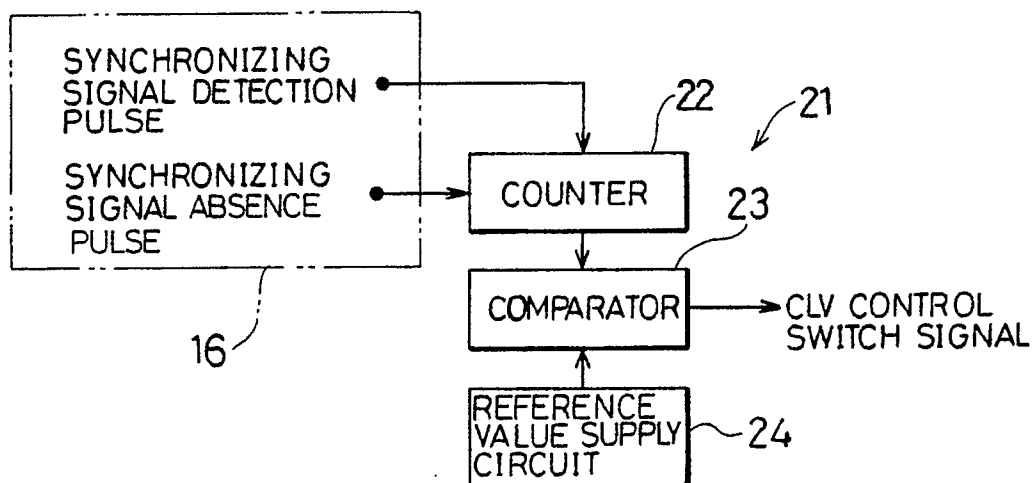 SYNCHRONIZING
SIGNAL DETECTION
PULSE
SYNCHRONIZING
SIGNAL ABSENCE
PULSE
16
22
21
COUNTER
23
COMPARATOR
CLV CONTROL
SWITCH SIGNAL
REFERENCE
VALUE SUPPLY
CIRCUIT
24